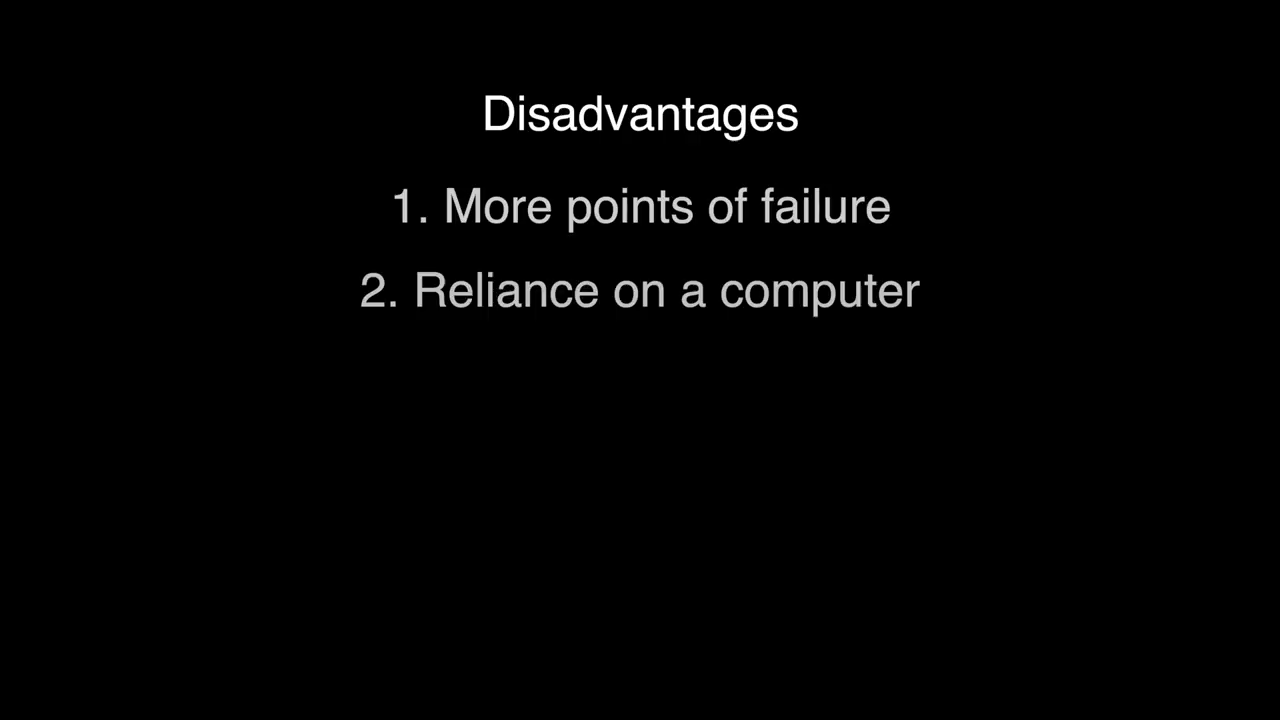 Disadvantages
1. More points of failure
2. Reliance on a computer